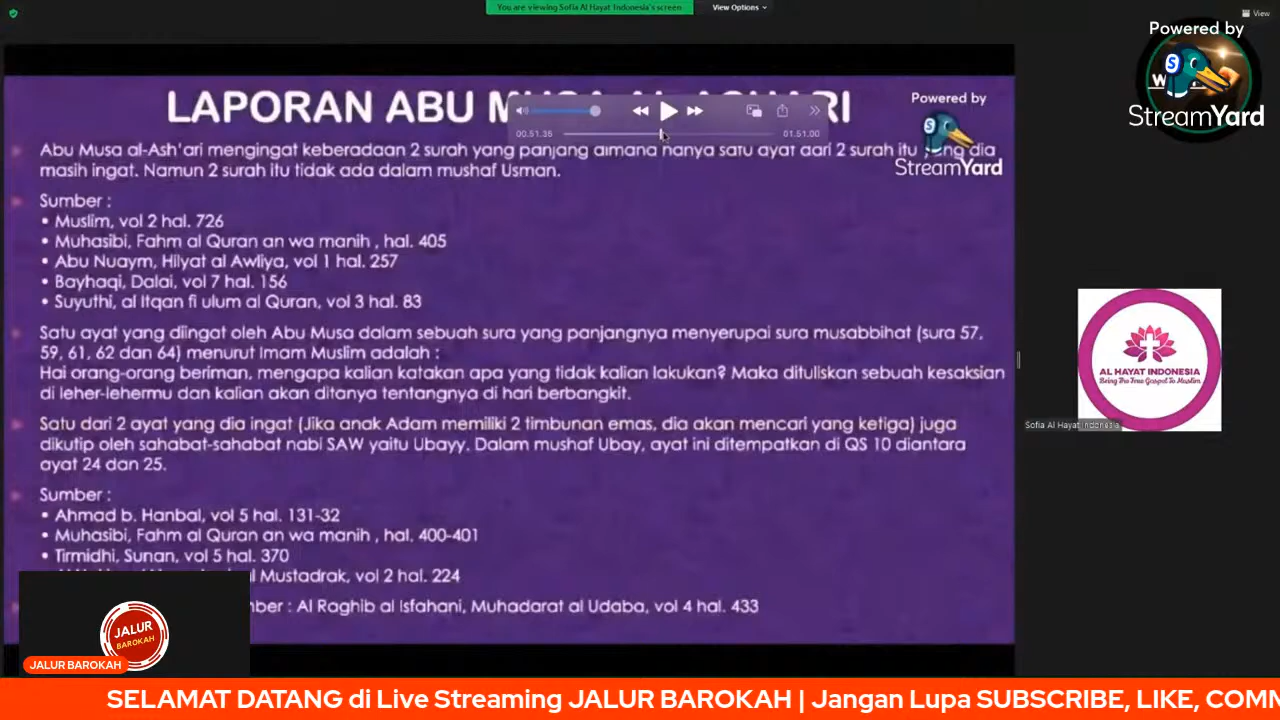 You are viewing Sofia Al Hayat Indonesia's screen
View Options
View
Powered by
StreamYard
LAPORAN ABU
RI
Powered by
StreamYard
00.51.35
01.51.00
Abu Musa al-Ash'ari mengingat keberadaan 2 surah yang panjang dimana hanya satu ayat dari 2 surah itu yang dia
masih ingat. Namun 2 surah itu tidak ada dalam mushaf Usman.
Sumber :
• Muslim, vol 2 hal. 726
• Muhasibi, Fahm al Quran an wa manih , hal. 405
• Abu Nuaym, Hilyat al Awliya, vol 1 hal. 257
• Bayhaqi, Dalai, vol 7 hal. 156
• Suyuthi, al Itqan fi ulum al Quran, vol 3 hal. 83
Satu ayat yang diingat oleh Abu Musa dalam sebuah sura yang panjangnya menyerupai sura musabbihat (sura 57,
59, 61, 62 dan 64) menurut Imam Muslim adalah :
Hai orang-orang beriman, mengapa kalian katakan apa yang tidak kalian lakukan? Maka dituliskan sebuah kesaksian
di leher-lehermu dan kalian akan ditanya tentangnya di hari berbangkit.
Satu dari 2 ayat yang dia ingat (Jika anak Adam memiliki 2 timbunan emas, dia akan mencari yang ketiga) juga
dikutip oleh sahabat-sahabat nabi SAW yaitu Ubayy. Dalam mushaf Ubay, ayat ini ditempatkan di QS 10 diantara
ayat 24 dan 25.
Sumber :
• Ahmad b. Hanbal, vol 5 hal. 131-32
• Muhasibi, Fahm al Quran an wa manih , hal. 400-401
• Tirmidhi, Sunan, vol 5 hal. 370
Mustadrak, vol 2 hal. 224
mber : Al Raghib al Isfahani, Muhadarat al Udaba, vol 4 hal. 433
AL HAYAT INDONESIA
Being The True Gospel To Muslim
Sofia Al Hayat Indonesia
JALUR
BAROKAH
JALUR BAROKAH
SELAMAT DATANG di Live Streaming JALUR BAROKAH | Jangan Lupa SUBSCRIBE, LIKE, COMM